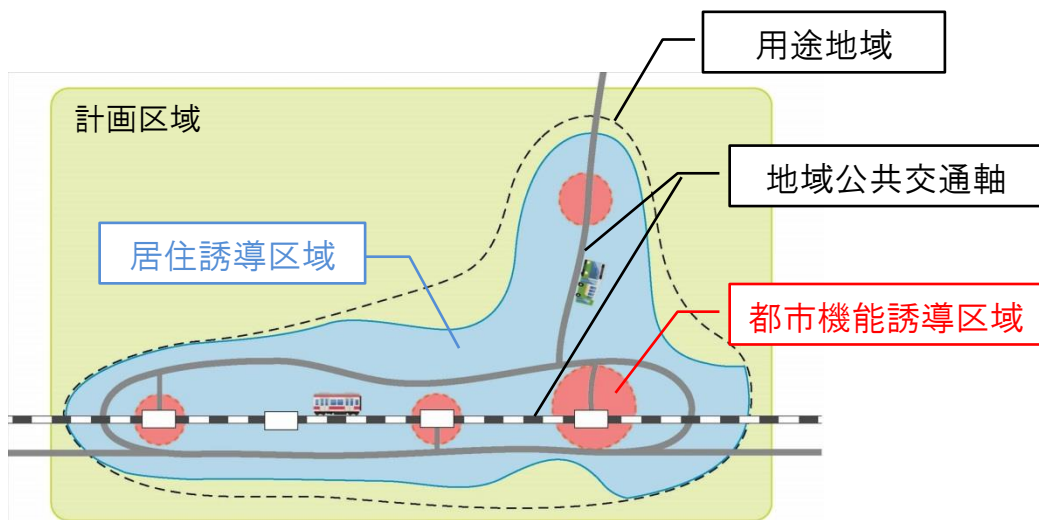 用途地域
計画区域
地域公共交通軸
居住誘導区域
都市機能誘導区域